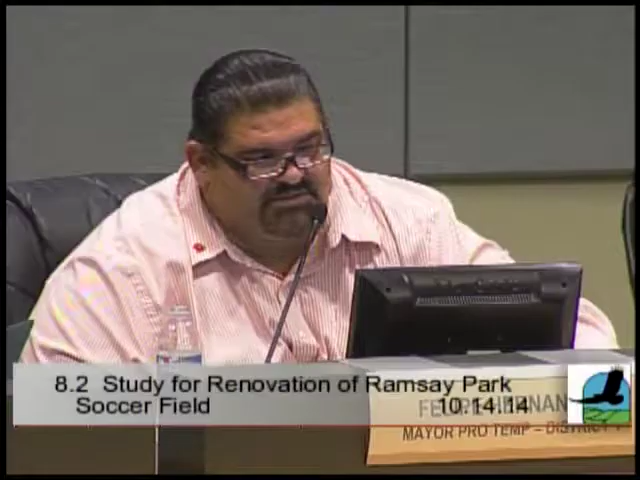 8.2 Study for Renovation of Ramsay Park
Soccer Field 10.14.14
MAYOR PRO TEMP - DISTRICT